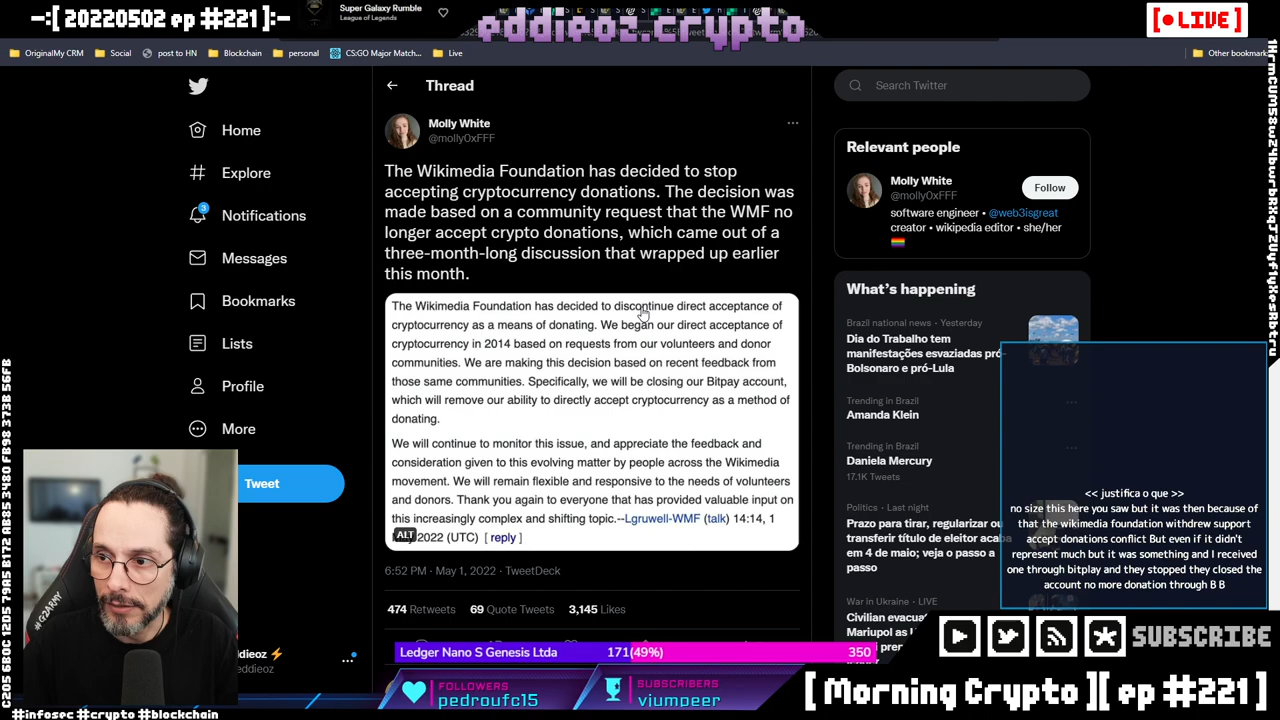 -:[ 20220502 ep #221 ]:-
Super Galaxy Rumble
League of Legends
eddieoz.crypto
[ LIVE ]
OriginalMy CRM
Social
post to HN
Blockchain
personal
CS:GO Major Match...
Live
Other bookmark
Thread
Search Twitter
Home
Explore
3
Notifications
Messages
Bookmarks
Lists
Profile
More
Tweet
Molly White
@molly0xFFF
The Wikimedia Foundation has decided to stop
accepting cryptocurrency donations. The decision was
made based on a community request that the WMF no
longer accept crypto donations, which came out of a
three-month-long discussion that wrapped up earlier
this month.
The Wikimedia Foundation has decided to discontinue direct acceptance of
cryptocurrency as a means of donating. We began our direct acceptance of
cryptocurrency in 2014 based on requests from our volunteers and donor
communities. We are making this decision based on recent feedback from
those same communities. Specifically, we will be closing our Bitpay account,
which will remove our ability to directly accept cryptocurrency as a method of
donating.
We will continue to monitor this issue, and appreciate the feedback and
consideration given to this evolving matter by people across the Wikimedia
movement. We will remain flexible and responsive to the needs of volunteers
and donors. Thank you again to everyone that has provided valuable input on
this increasingly complex and shifting topic.--Lgruwell-WMF (talk) 14:14, 1
ALT
2022 (UTC) [ reply ]
6:52 PM · May 1, 2022 · TweetDeck
474 Retweets 69 Quote Tweets 3,145 Likes
Relevant people
Molly White
@molly0xFFF
Follow
software engineer • @web3isgreat
creator • wikipedia editor • she/her
What's happening
Brazil national news · Yesterday
Dia do Trabalho tem
manifestações esvaziadas pró-
Bolsonaro e pró-Lula
Trending in Brazil
Amanda Klein
Trending in Brazil
Daniela Mercury
17.1K Tweets
Politics · Last night
Prazo para tirar, regularizar ou
transferir título de eleitor acaba
em 4 de maio; veja o passo a
passo
War in Ukraine · LIVE
Civilian evacua
Mariupol as U
<< justifica o que >>
no size this here you saw but it was then because of
that the wikimedia foundation withdrew support
accept donations conflict But even if it didn't
represent much but it was something and I received
one through bitplay and they stopped they closed the
account no more donation through B B
ddieoz
eddieoz
MG2ARMY
Ledger Nano S Genesis Ltda
171(49%)
350
FOLLOWERS
pedroufc15
SUBSCRIBERS
vjumpeer
SUBSCRIBE
[ Morning Crypto ][ ep #221 ]
#infosec #crypto #blockchain